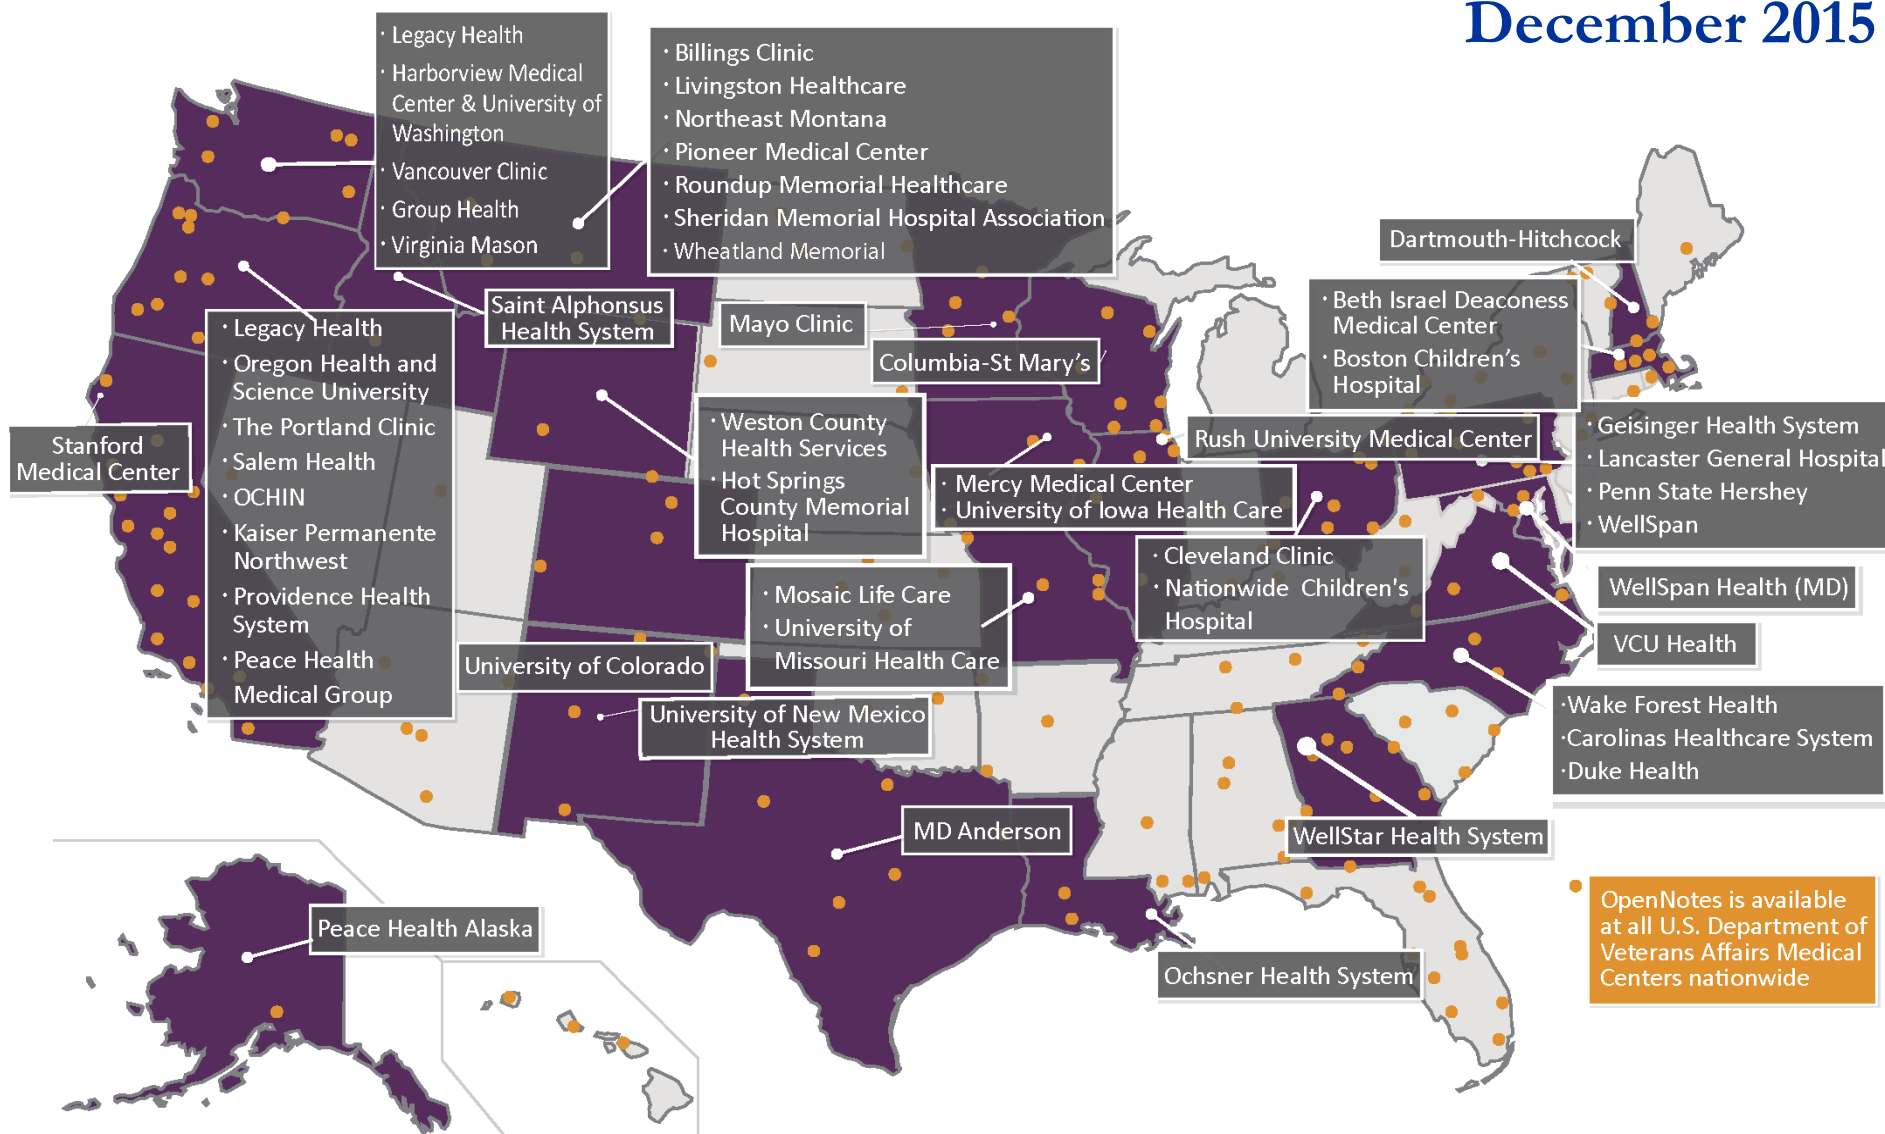 December 2015
· Legacy Health
· Harborview Medical
Center & University of
Washington
· Vancouver Clinic
· Group Health
· Virginia Mason
· Billings Clinic
· Livingston Healthcare
· Northeast Montana
· Pioneer Medical Center
· Roundup Memorial Healthcare
· Sheridan Memorial Hospital Association
· Wheatland Memorial
Dartmouth-Hitchcock
· Beth Israel Deaconess
Medical Center
· Boston Children's
Hospital
Saint Alphonsus
Health System
Mayo Clinic
Columbia-St Mary's
· Legacy Health
· Oregon Health and
Science University
· The Portland Clinic
· Salem Health
· OCHIN
· Kaiser Permanente
Northwest
· Providence Health
System
· Peace Health
Medical Group
Stanford
Medical Center
· Weston County
Health Services
· Hot Springs
County Memorial
Hospital
Rush University Medical Center
· Geisinger Health System
· Lancaster General Hospital
· Penn State Hershey
· WellSpan
· Mercy Medical Center
· University of Iowa Health Care
· Cleveland Clinic
· Nationwide Children's
Hospital
· Mosaic Life Care
· University of
Missouri Health Care
WellSpan Health (MD)
VCU Health
University of Colorado
University of New Mexico
Health System
·Wake Forest Health
·Carolinas Healthcare System
·Duke Health
MD Anderson
WellStar Health System
Peace Health Alaska
Ochsner Health System
OpenNotes is available
at all U.S. Department of
Veterans Affairs Medical
Centers nationwide